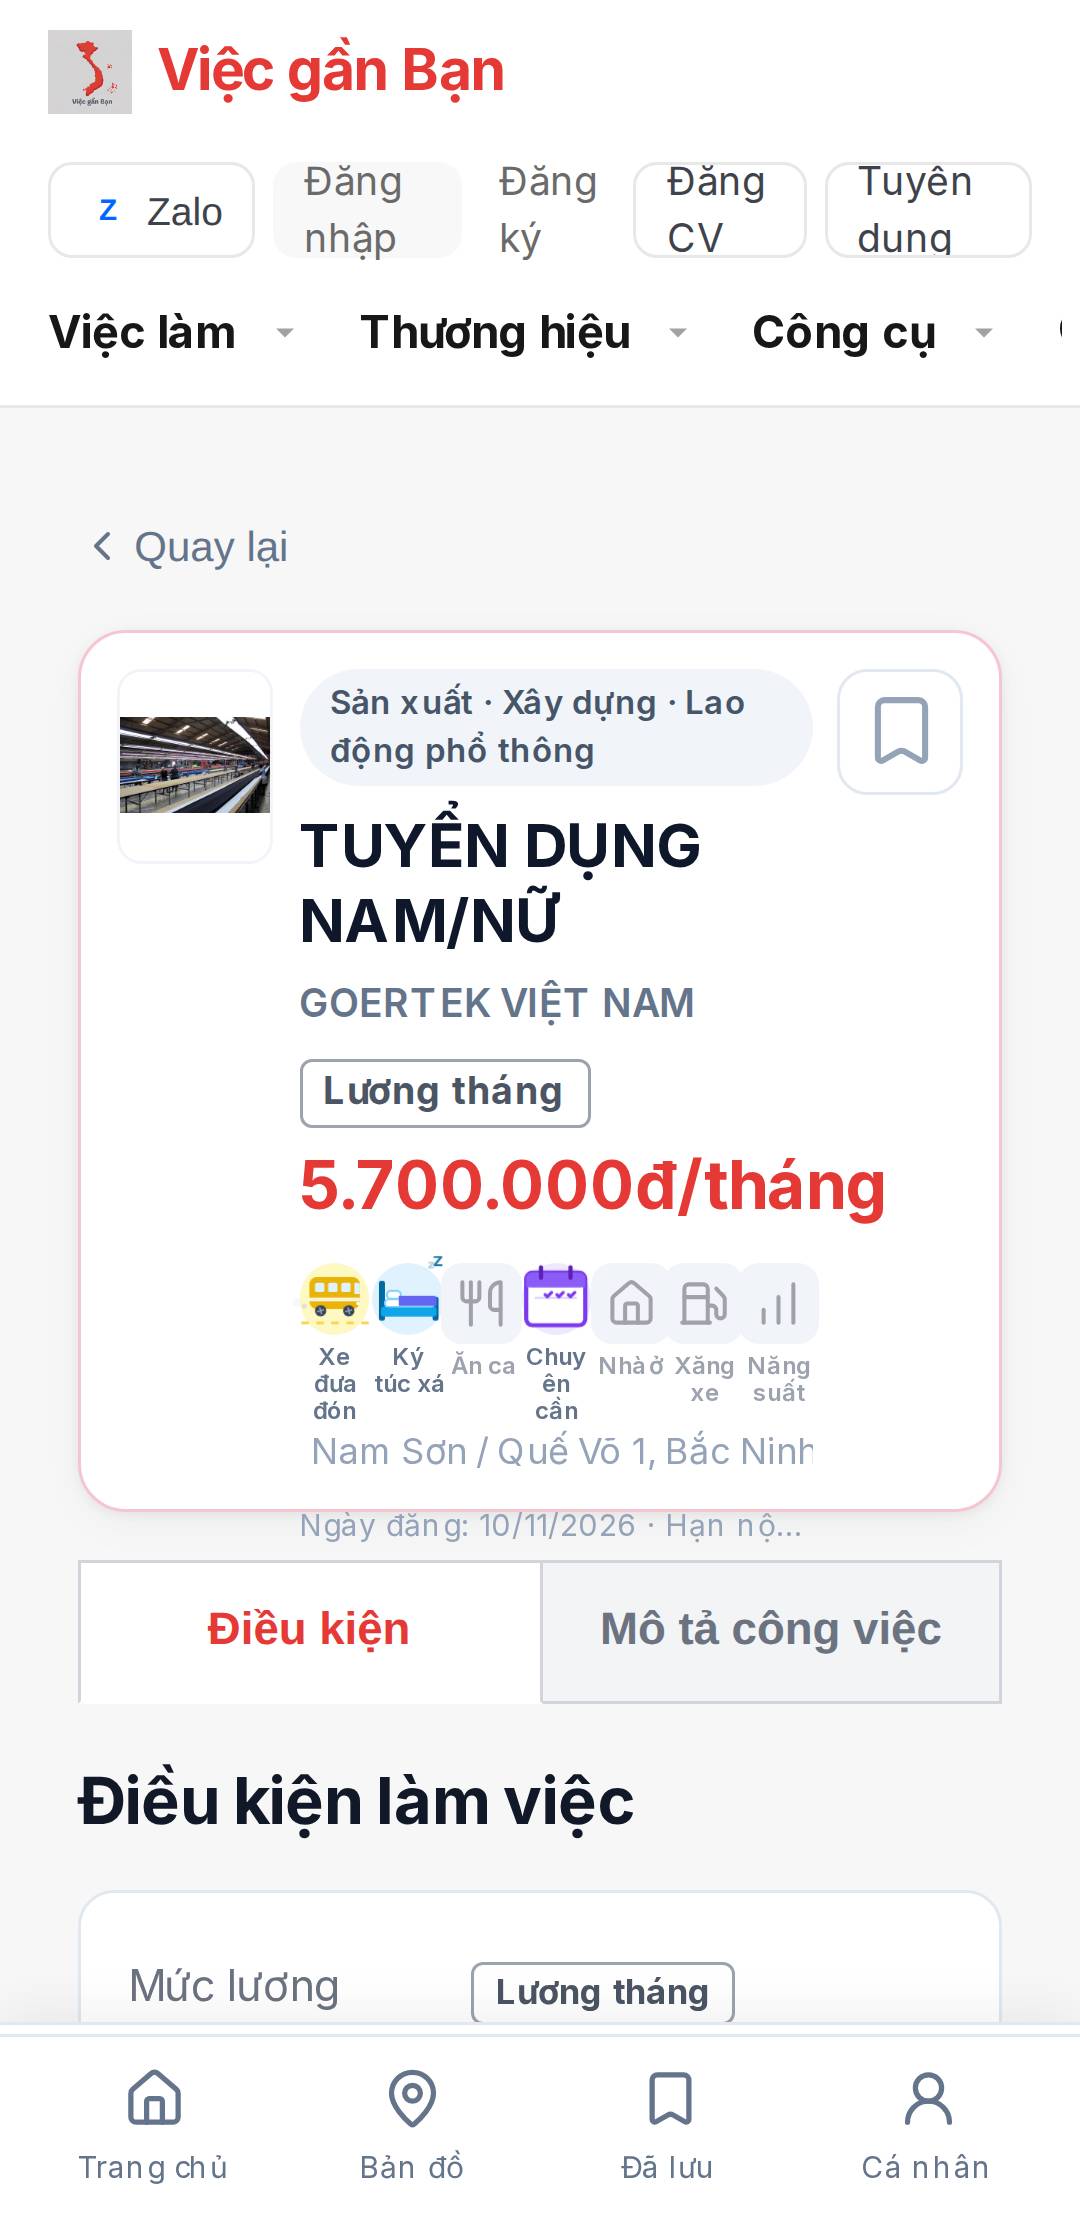 Việc gần Bạn
Việc gần Bạn
Z Zalo
Đăng nhập
Đăng ký
Đăng CV
Tuyển dụng
Việc làm
Thương hiệu
Công cụ
Quay lại
Sản xuất · Xây dựng · Lao
động phổ thông
TUYỂN DỤNG
NAM/NỮ
GOERTEK VIỆT NAM
Lương tháng
5.700.000đ/tháng
Xe đưa đón
Ký túc xá
Ăn ca
Chuyên cần
Nhà ở
Xăng xe
Năng suất
Nam Sơn / Quế Võ 1, Bắc Ninh
Ngày đăng: 10/11/2026 · Hạn nộ...
Điều kiện
Mô tả công việc
Điều kiện làm việc
Mức lương
Lương tháng
Trang chủ
Bản đồ
Đã lưu
Cá nhân